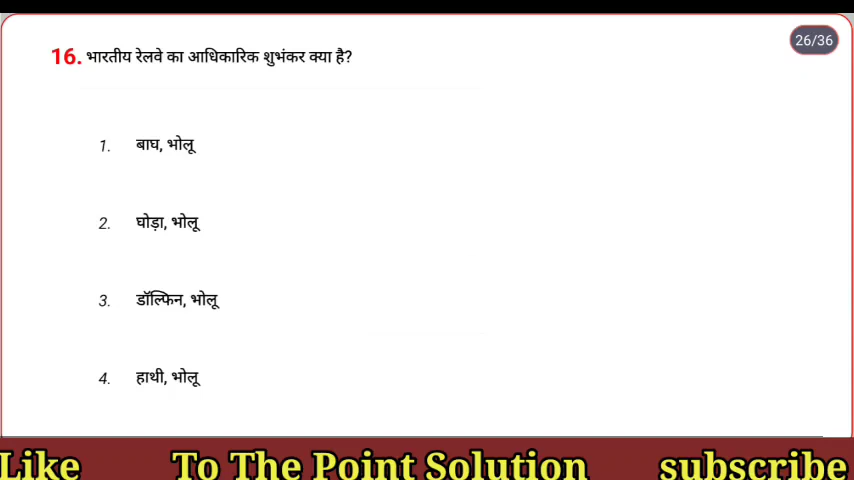 26/36
16. भारतीय रेलवे का आधिकारिक शुभंकर क्या है?
1. बाघ, भोलू
2. घोड़ा, भोलू
3. डॉल्फिन, भोलू
4. हाथी, भोलू
Like To The Point Solution subscribe